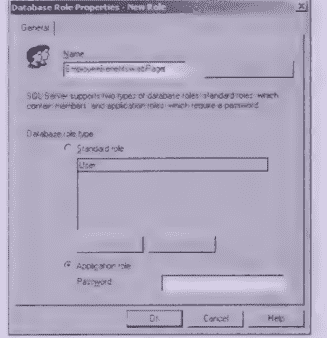 Database Role Properties - New Role
General
Name
SQL Server supports two types of database roles: standard roles, which
contain members, and application roles, which require a password.
Database role type
Standard role
User
Application role
Password
OK
Cancel
Help